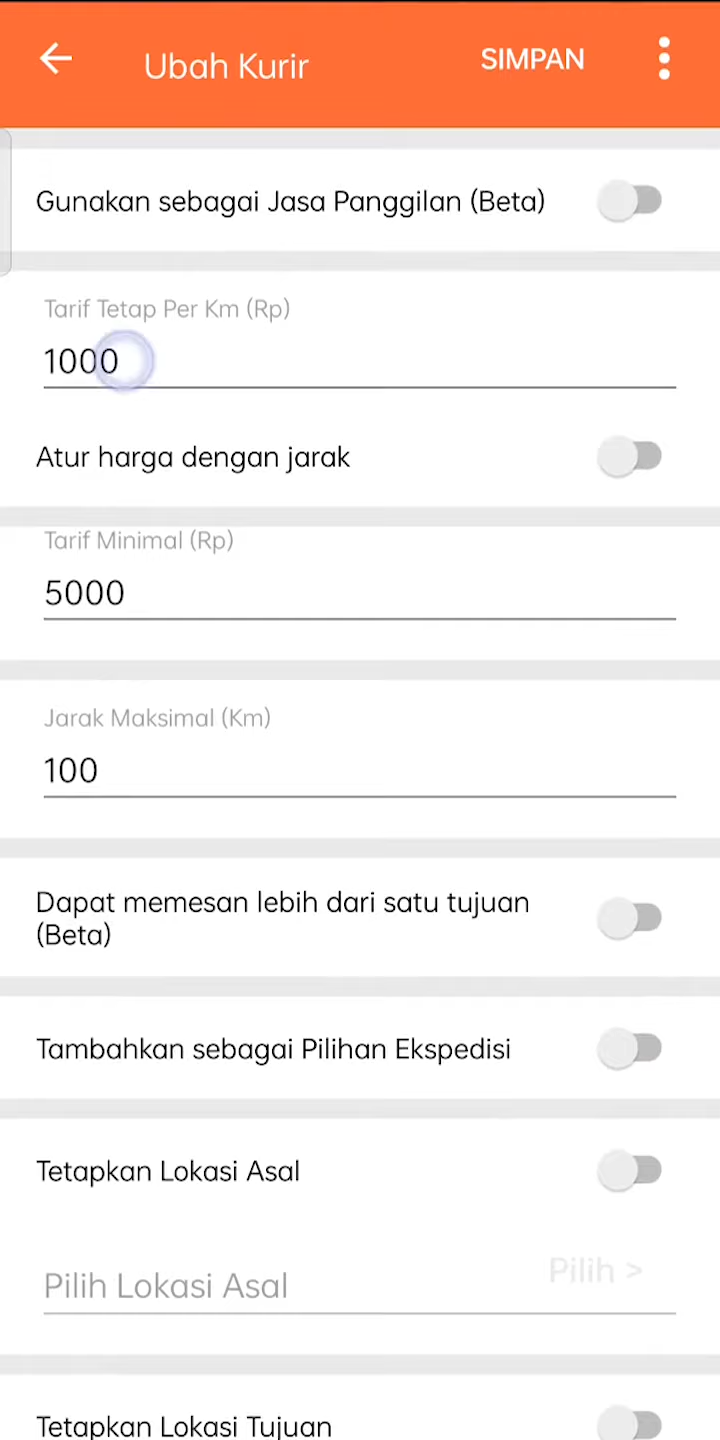 Ubah Kurir
SIMPAN
Gunakan sebagai Jasa Panggilan (Beta)
Tarif Tetap Per Km (Rp)
1000
Atur harga dengan jarak
Tarif Minimal (Rp)
5000
Jarak Maksimal (Km)
100
Dapat memesan lebih dari satu tujuan
(Beta)
Tambahkan sebagai Pilihan Ekspedisi
Tetapkan Lokasi Asal
Pilih Lokasi Asal
Pilih >
Tetapkan Lokasi Tujuan